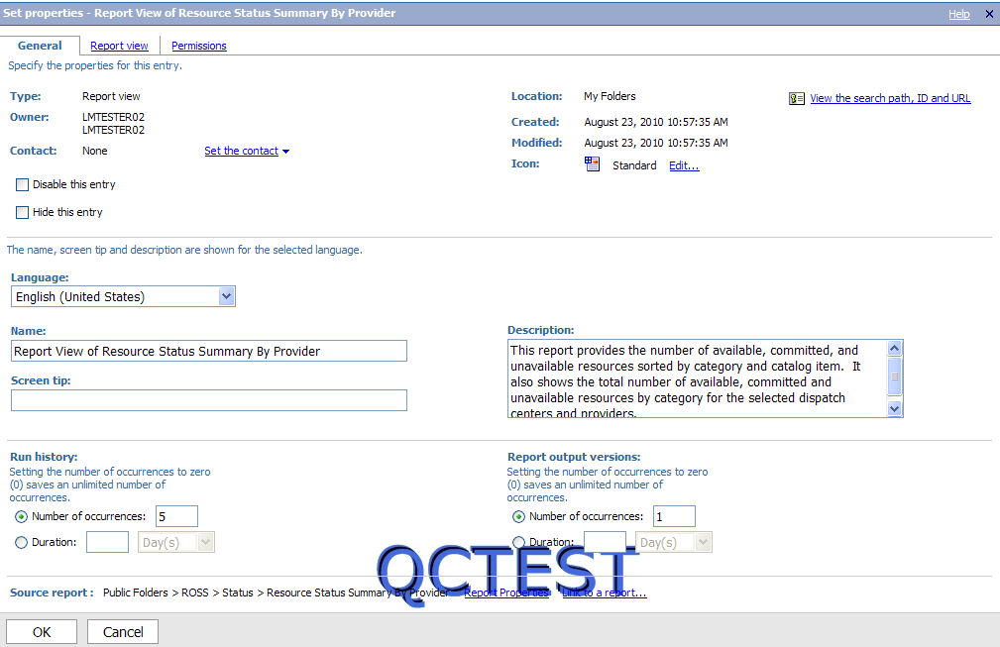 Set properties - Report View of Resource Status Summary By Provider Help
General Report view Permissions
Specify the properties for this entry.
Type: Report view Location: My Folders View the search path, ID and URL
Owner: LMTESTER02 Created: August 23, 2010 10:57:35 AM
LMTESTER02
Modified: August 23, 2010 10:57:35 AM
Contact: None Set the contact
Icon: Standard Edit...
Disable this entry
Hide this entry
The name, screen tip and description are shown for the selected language.
Language:
English (United States)
Name:
Report View of Resource Status Summary By Provider
Screen tip:
Description:
This report provides the number of available, committed, and
unavailable resources sorted by category and catalog item. It
also shows the total number of available, committed and
unavailable resources by category for the selected dispatch
centers and providers.
Run history:
Setting the number of occurrences to zero
(0) saves an unlimited number of
occurrences.
Number of occurrences: 5
Duration: Day(s)
Report output versions:
Setting the number of occurrences to zero
(0) saves an unlimited number of
occurrences.
Number of occurrences: 1
Duration: Day(s)
QCTEST
Source report : Public Folders > ROSS > Status > Resource Status Summary By Provider Report Properties Link to a report...
OK Cancel